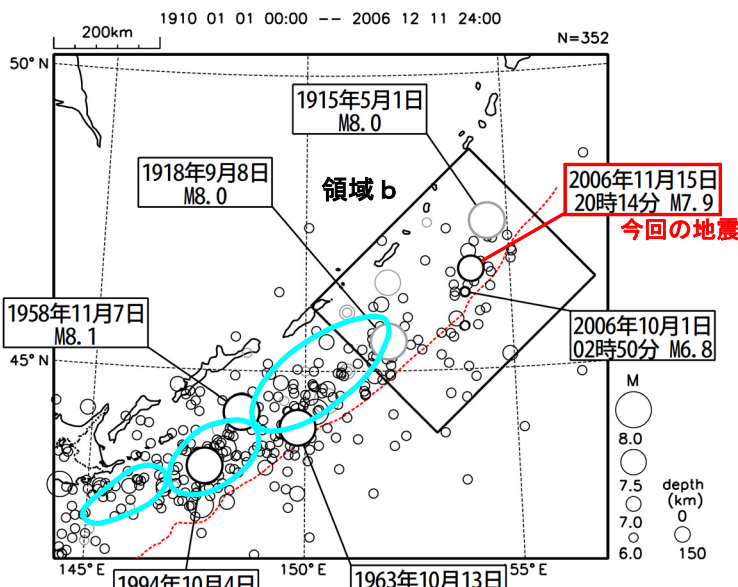 1910 01 01 00:00 -- 2006 12 11 24:00
200km
N=352
50°N
1915年5月1日
M8.0
1918年9月8日
M8.0
領域b
2006年11月15日
20時14分 M7.9
今回の地震
1958年11月7日
M8.1
2006年10月1日
02時50分 M6.8
45°N
M
8.0
7.5
7.0
6.0
depth
(km)
0
150
145°E
150°E
55°E
1994年10月4日
1963年10月13日